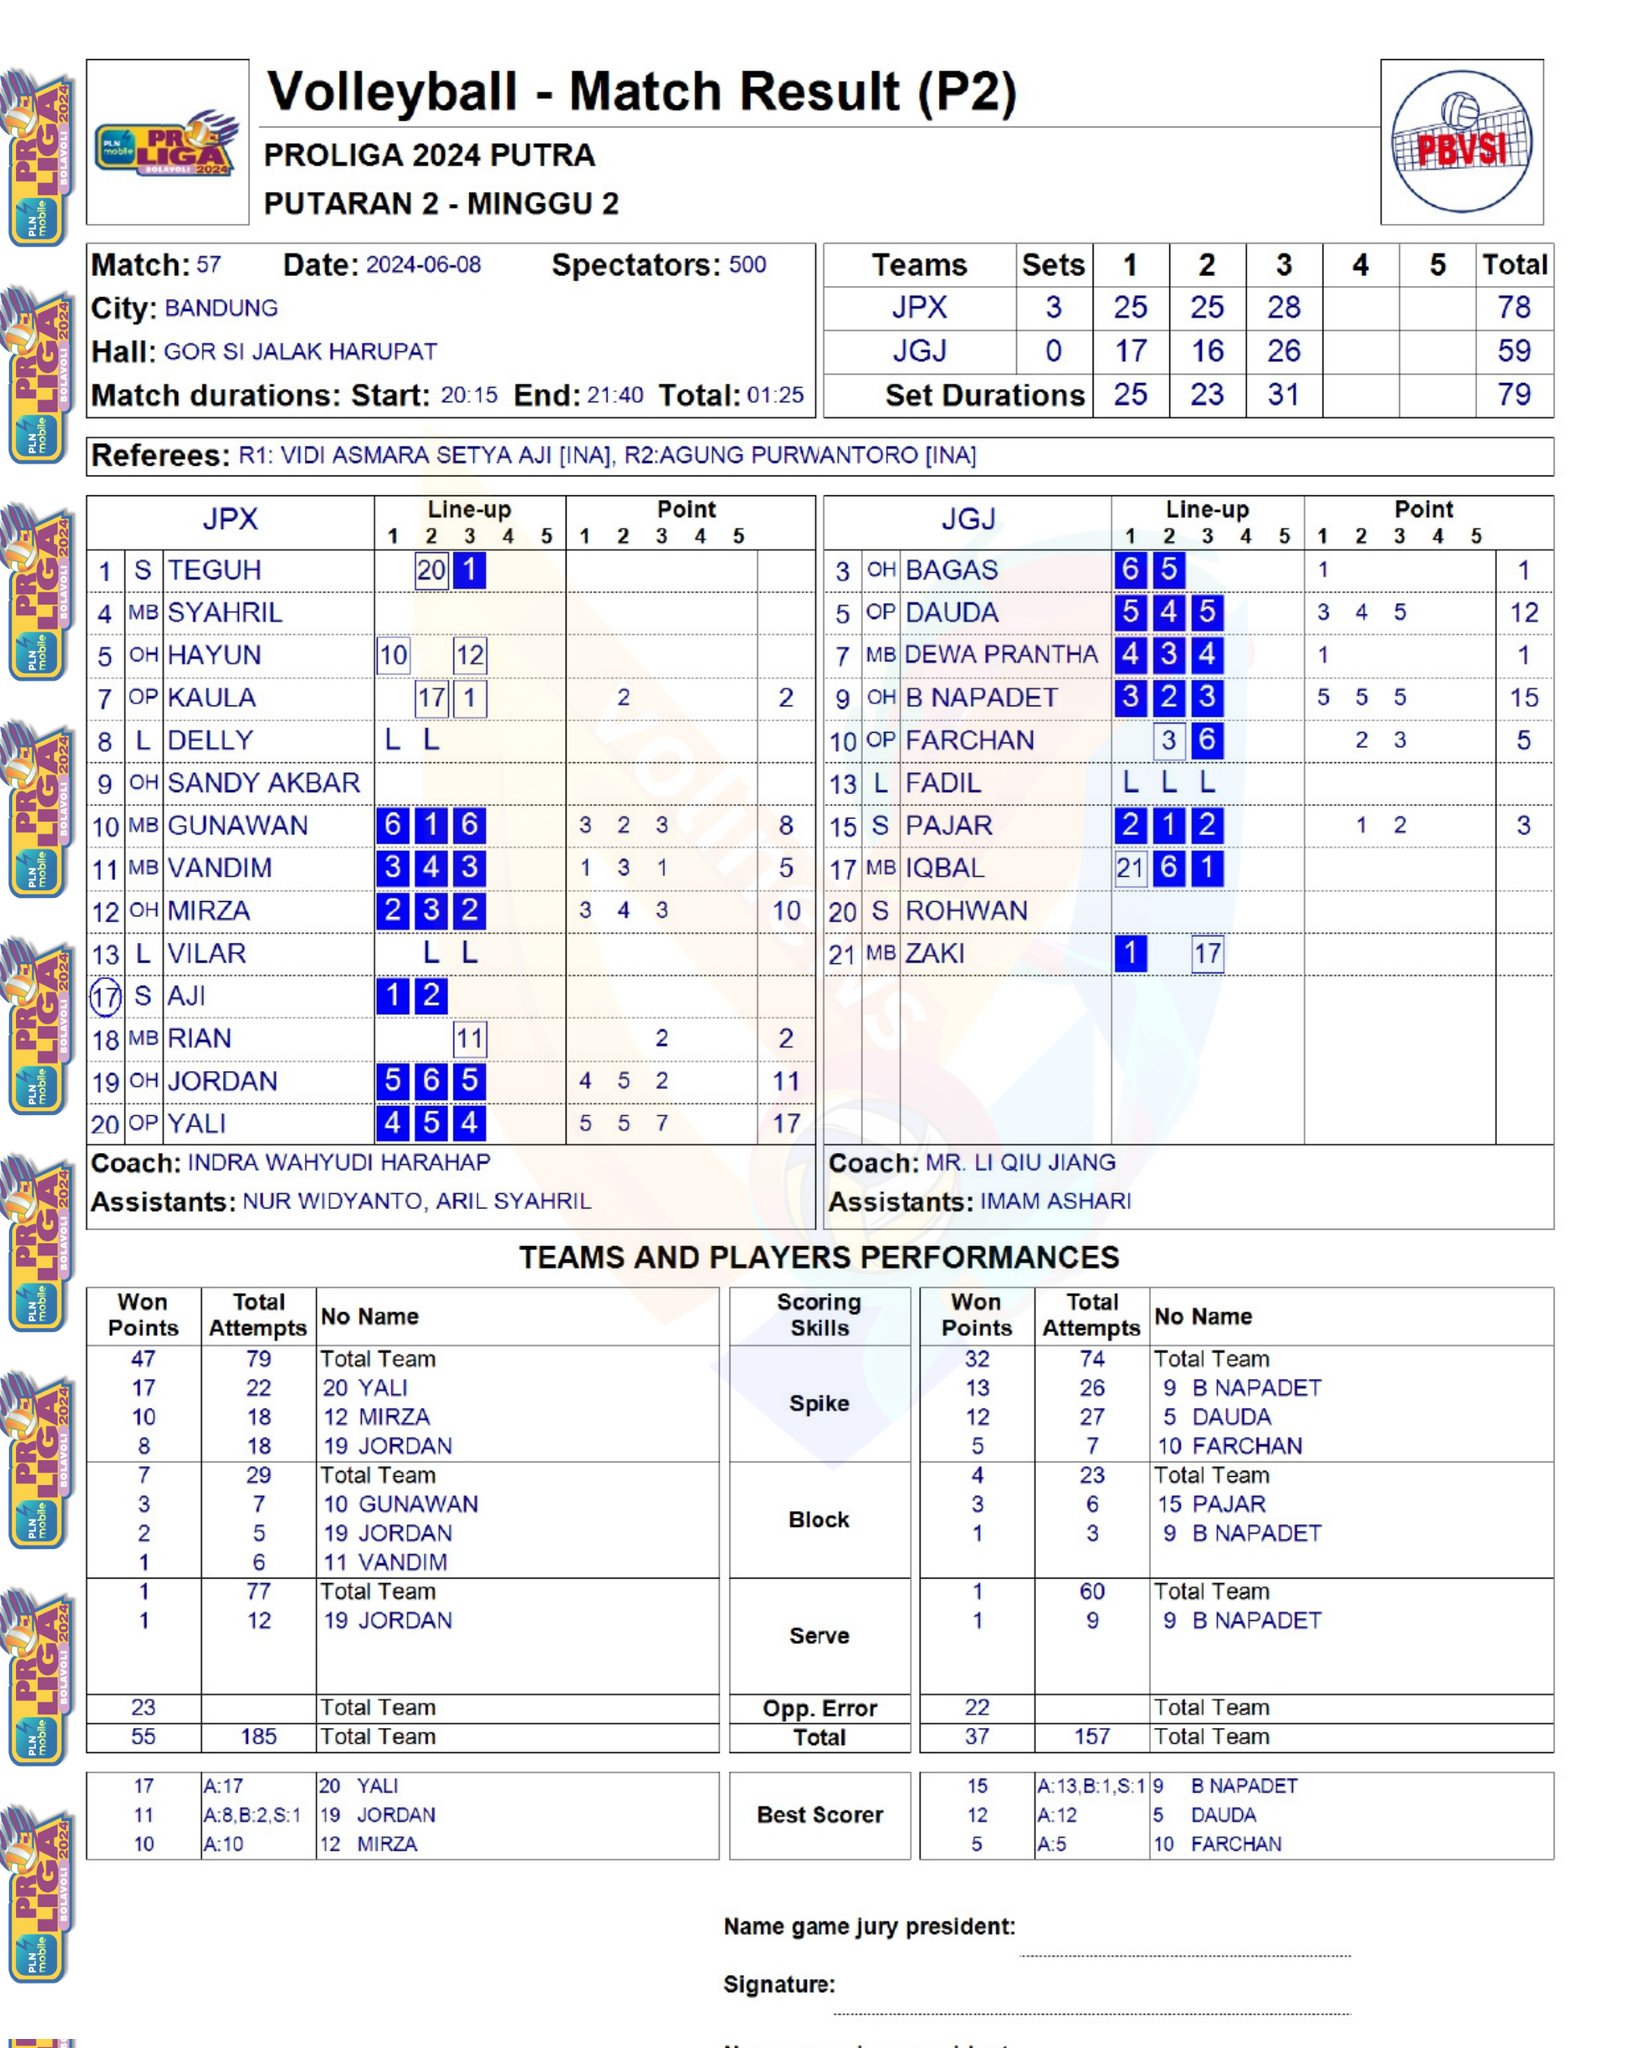 Volleyball - Match Result (P2)
PROLIGA 2024 PUTRA
PUTARAN 2 - MINGGU 2
PLN mobile PROLIGA BOLAVOLI 2024
PBVSI
Match: 57 Date: 2024-06-08 Spectators: 500
City: BANDUNG
Hall: GOR SI JALAK HARUPAT
Match durations: Start: 20:15 End: 21:40 Total: 01:25
Teams Sets 1 2 3 4 5 Total
JPX 3 25 25 28 78
JGJ 0 17 16 26 59
Set Durations 25 23 31 79
Referees: R1: VIDI ASMARA SETYA AJI [INA], R2:AGUNG PURWANTORO [INA]
JPX Line-up Point
1 2 3 4 5 1 2 3 4 5
1 S TEGUH 20 1
4 MB SYAHRIL
5 OH HAYUN 10 12
7 OP KAULA 17 1 2 2
8 L DELLY L L
9 OH SANDY AKBAR
10 MB GUNAWAN 6 1 6 3 2 3 8
11 MB VANDIM 3 4 3 1 3 1 5
12 OH MIRZA 2 3 2 3 4 3 10
13 L VILAR L L
17 S AJI 1 2
18 MB RIAN 11 2 2
19 OH JORDAN 5 6 5 4 5 2 11
20 OP YALI 4 5 4 5 5 7 17
Coach: INDRA WAHYUDI HARAHAP
Assistants: NUR WIDYANTO, ARIL SYAHRIL
JGJ Line-up Point
1 2 3 4 5 1 2 3 4 5
3 OH BAGAS 6 5 1 1
5 OP DAUDA 5 4 5 3 4 5 12
7 MB DEWA PRANTHA 4 3 4 1 1
9 OH B NAPADET 3 2 3 5 5 5 15
10 OP FARCHAN 3 6 2 3 5
13 L FADIL L L L
15 S PAJAR 2 1 2 1 2 3
17 MB IQBAL 21 6 1
20 S ROHWAN
21 MB ZAKI 1 17
Coach: MR. LI QIU JIANG
Assistants: IMAM ASHARI
TEAMS AND PLAYERS PERFORMANCES
Won Points Total Attempts No Name Scoring Skills Won Points Total Attempts No Name
47 79 Total Team Spike 32 74 Total Team
17 22 20 YALI 13 26 9 B NAPADET
10 18 12 MIRZA 12 27 5 DAUDA
8 18 19 JORDAN 5 7 10 FARCHAN
7 29 Total Team Block 4 23 Total Team
3 7 10 GUNAWAN 3 6 15 PAJAR
2 5 19 JORDAN 1 3 9 B NAPADET
1 6 11 VANDIM
1 77 Total Team Serve 1 60 Total Team
1 12 19 JORDAN 1 9 9 B NAPADET
23 Total Team Opp. Error 22 Total Team
55 185 Total Team Total 37 157 Total Team
17 A:17 20 YALI Best Scorer 15 A:13,B:1,S:1 9 B NAPADET
11 A:8,B:2,S:1 19 JORDAN 12 A:12 5 DAUDA
10 A:10 12 MIRZA 5 A:5 10 FARCHAN
Name game jury president:
Signature: